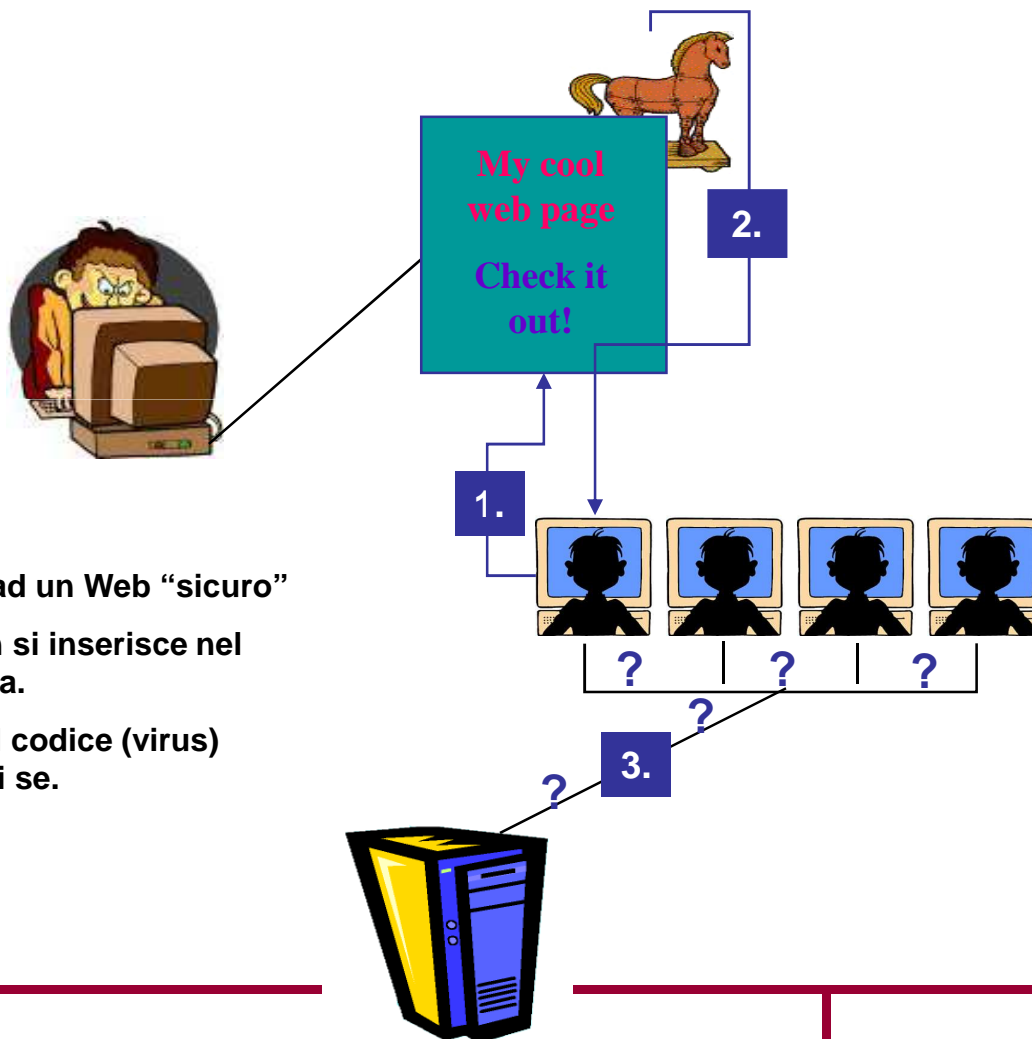 My cool
web page
Check it
out!
2.
1.
ad un Web “sicuro”
si inserisce nel
a.
codice (virus)
i se.
?
?
?
?
3.
?